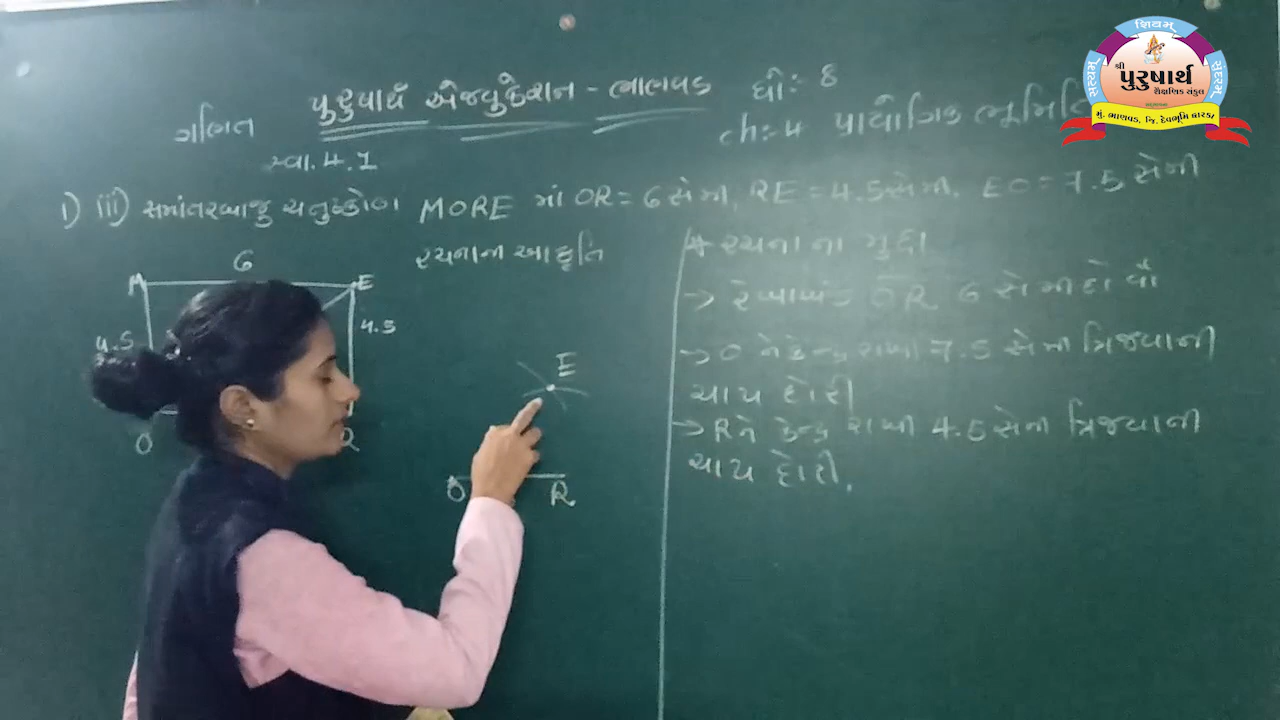 શિવમ્
સત્યમ્
સુંદરમ્
શ્રી
પુરુષાર્થ
શૈક્ષણિક સંકુલ
મું. ભાણવડ, જિ. દેવભૂમિ દ્વારકા
પુરુષાર્થ એજ્યુકેશન - ભાણવડ ધો:- 8
ગણિત ch:- 4 પ્રાયોગિક ભૂમિતિ
સ્વા. 4.1
1) iii) સમાંતરબાજુ ચતુષ્કોણ MORE માં OR = 6 સેમી, RE = 4.5 સેમી, EO = 7.5 સેમી
રચનાની આકૃતિ
6
M E
4.5 4.5
O R
E
O R
* રચના ના મુદ્દા
→ રેખાખંડ OR 6 સેમી દોર્યો
→ O ને કેન્દ્ર રાખી 7.5 સેમી ત્રિજ્યાની
ચાપ દોરી
→ R ને કેન્દ્ર રાખી 4.5 સેમી ત્રિજ્યાની
ચાપ દોરી.